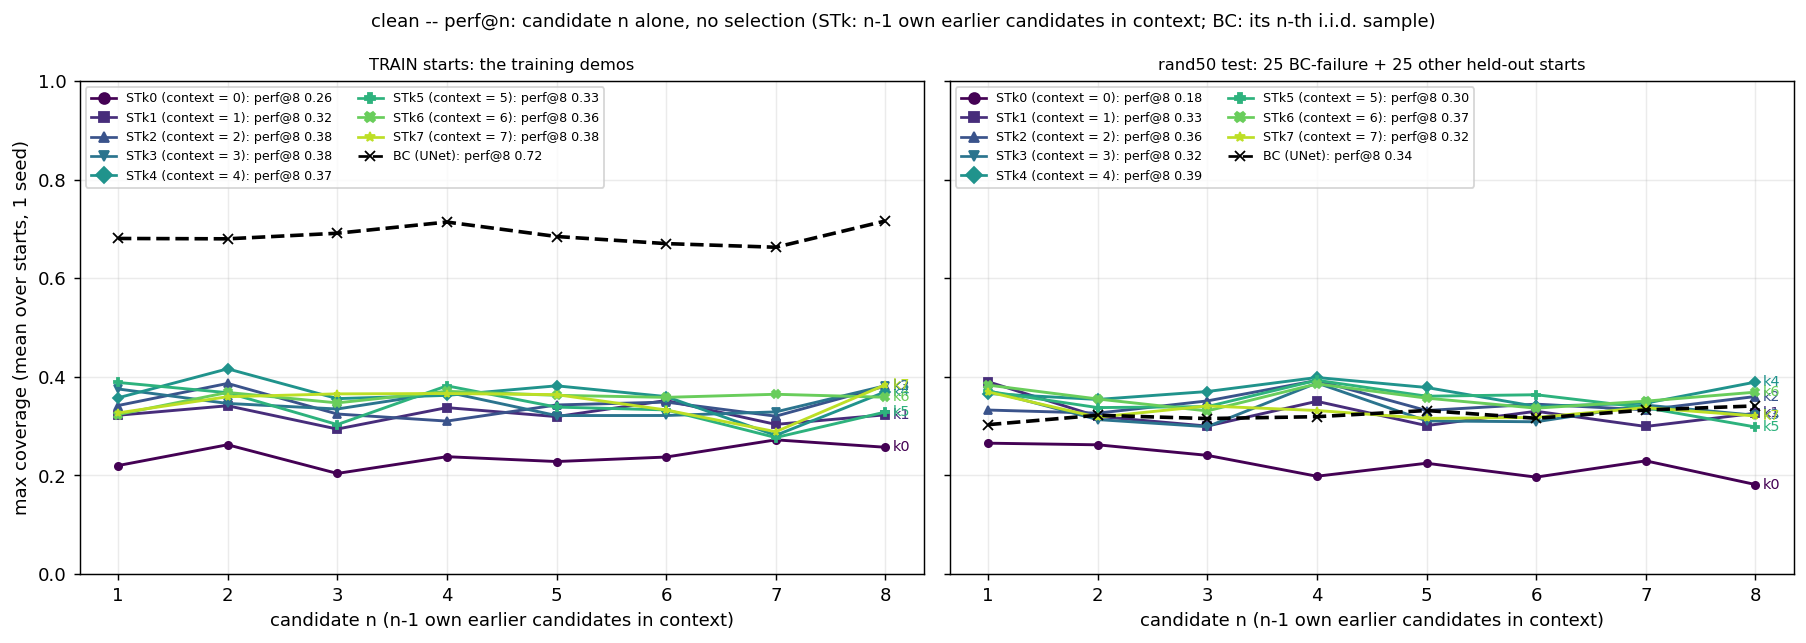 clean -- perf@n: candidate n alone, no selection (STk: n-1 own earlier candidates in context; BC: its n-th i.i.d. sample)
TRAIN starts: the training demos
max coverage (mean over starts, 1 seed)
1.0
0.8
0.6
0.4
0.2
0.0
STk0 (context = 0): perf@8 0.26
STk1 (context = 1): perf@8 0.32
STk2 (context = 2): perf@8 0.38
STk3 (context = 3): perf@8 0.38
STk4 (context = 4): perf@8 0.37
STk5 (context = 5): perf@8 0.33
STk6 (context = 6): perf@8 0.36
STk7 (context = 7): perf@8 0.38
BC (UNet): perf@8 0.72
k1
k0
1 2 3 4 5 6 7 8
candidate n (n-1 own earlier candidates in context)
rand50 test: 25 BC-failure + 25 other held-out starts
STk0 (context = 0): perf@8 0.18
STk1 (context = 1): perf@8 0.33
STk2 (context = 2): perf@8 0.36
STk3 (context = 3): perf@8 0.32
STk4 (context = 4): perf@8 0.39
STk5 (context = 5): perf@8 0.30
STk6 (context = 6): perf@8 0.37
STk7 (context = 7): perf@8 0.32
BC (UNet): perf@8 0.34
k4
k5
k0
1 2 3 4 5 6 7 8
candidate n (n-1 own earlier candidates in context)